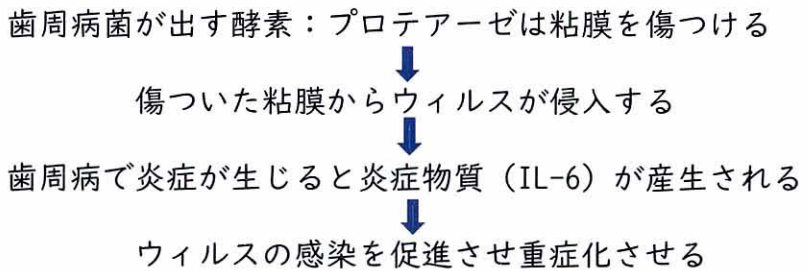 歯周病菌が出す酵素：プロテアーゼは粘膜を傷つける
傷ついた粘膜からウィルスが侵入する
歯周病で炎症が生じると炎症物質（IL-6）が産生される
ウィルスの感染を促進させ重症化させる